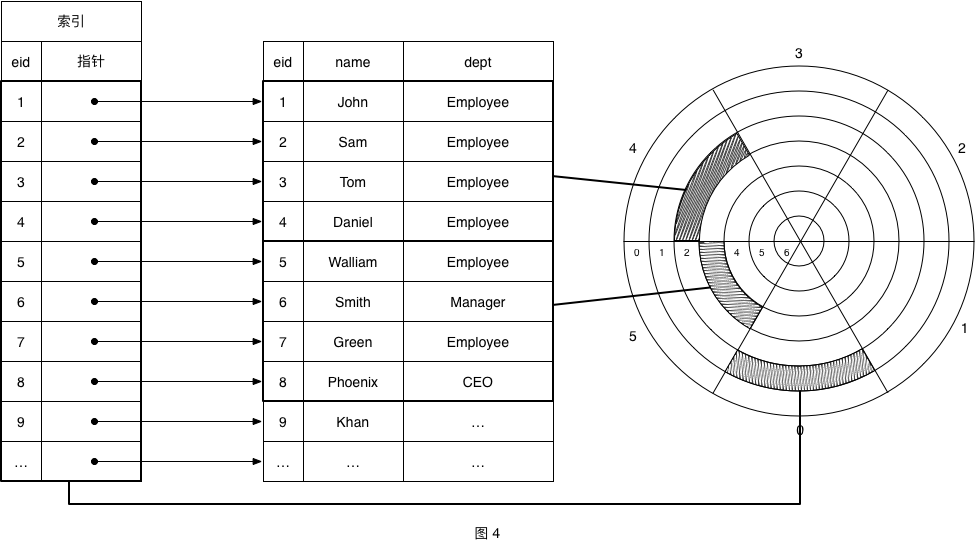 索引
eid 指针
1
2
3
4
5
6
7
8
9
...
eid name dept
1 John Employee
2 Sam Employee
3 Tom Employee
4 Daniel Employee
5 Walliam Employee
6 Smith Manager
7 Green Employee
8 Phoenix CEO
9 Khan ...
... ... ...
3
4 2
0 1 2 4 5 6
5 1
0
图 4